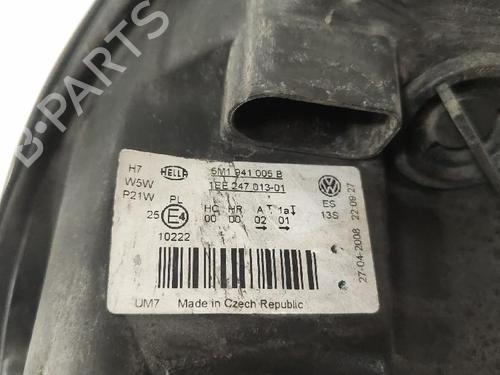 B-PARTS
HELLA
5M1 941 005 B
1EE 247 013-01
H7
W5W
P21W
PL
25 E4
10222
HC HR A 1a
00 00 02 01
ES
13S
27-04-2008 22:09:27
UM7 Made in Czech Republic